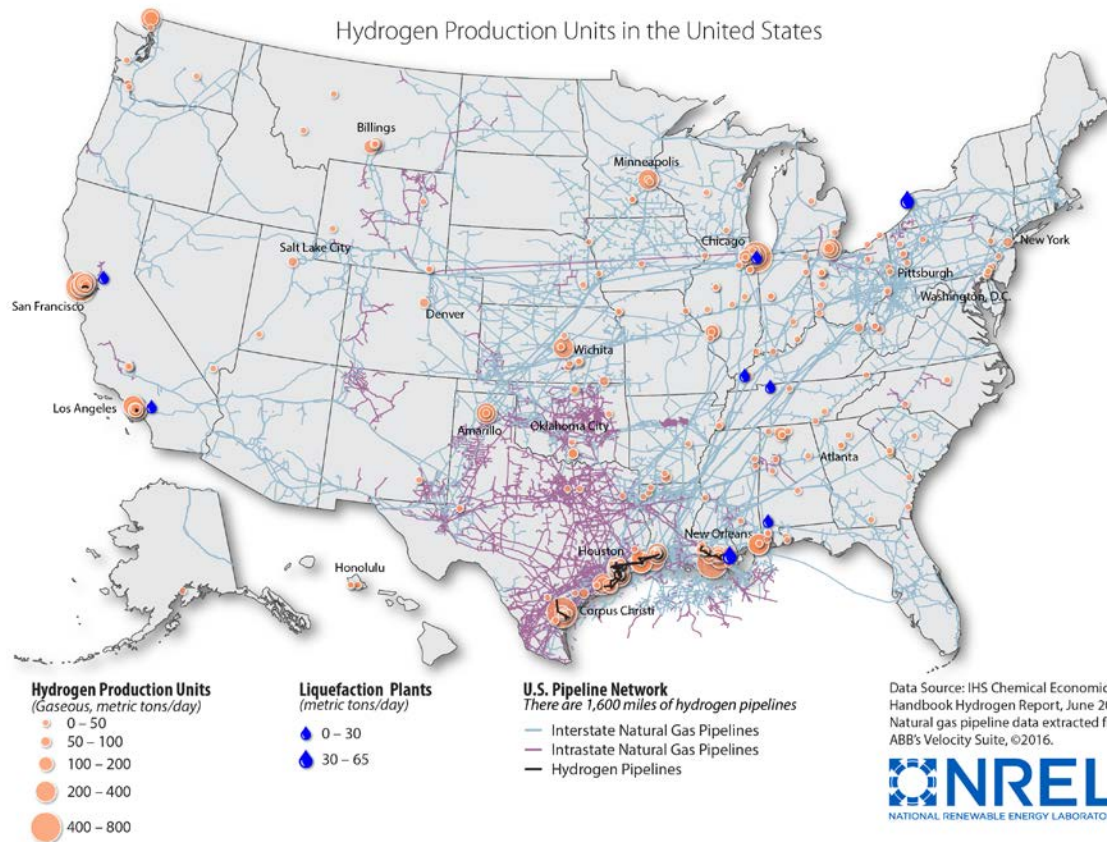 Hydrogen Production Units in the United States
Billings
Minneapolis
Chicago
New York
Salt Lake City
Pittsburgh
San Francisco
Denver
Washington, D.C.
Wichita
Los Angeles
Amarillo
Oklahoma City
Atlanta
Houston
New Orleans
Honolulu
Corpus Christi
Hydrogen Production Units
(Gaseous, metric tons/day)
0 – 50
50 – 100
100 – 200
200 – 400
400 – 800
Liquefaction Plants
(metric tons/day)
0 – 30
30 – 65
U.S. Pipeline Network
There are 1,600 miles of hydrogen pipelines
Interstate Natural Gas Pipelines
Intrastate Natural Gas Pipelines
Hydrogen Pipelines
Data Source: IHS Chemical Economic
Handbook Hydrogen Report, June 20
Natural gas pipeline data extracted f
ABB's Velocity Suite, ©2016.
NREL
NATIONAL RENEWABLE ENERGY LABORATO